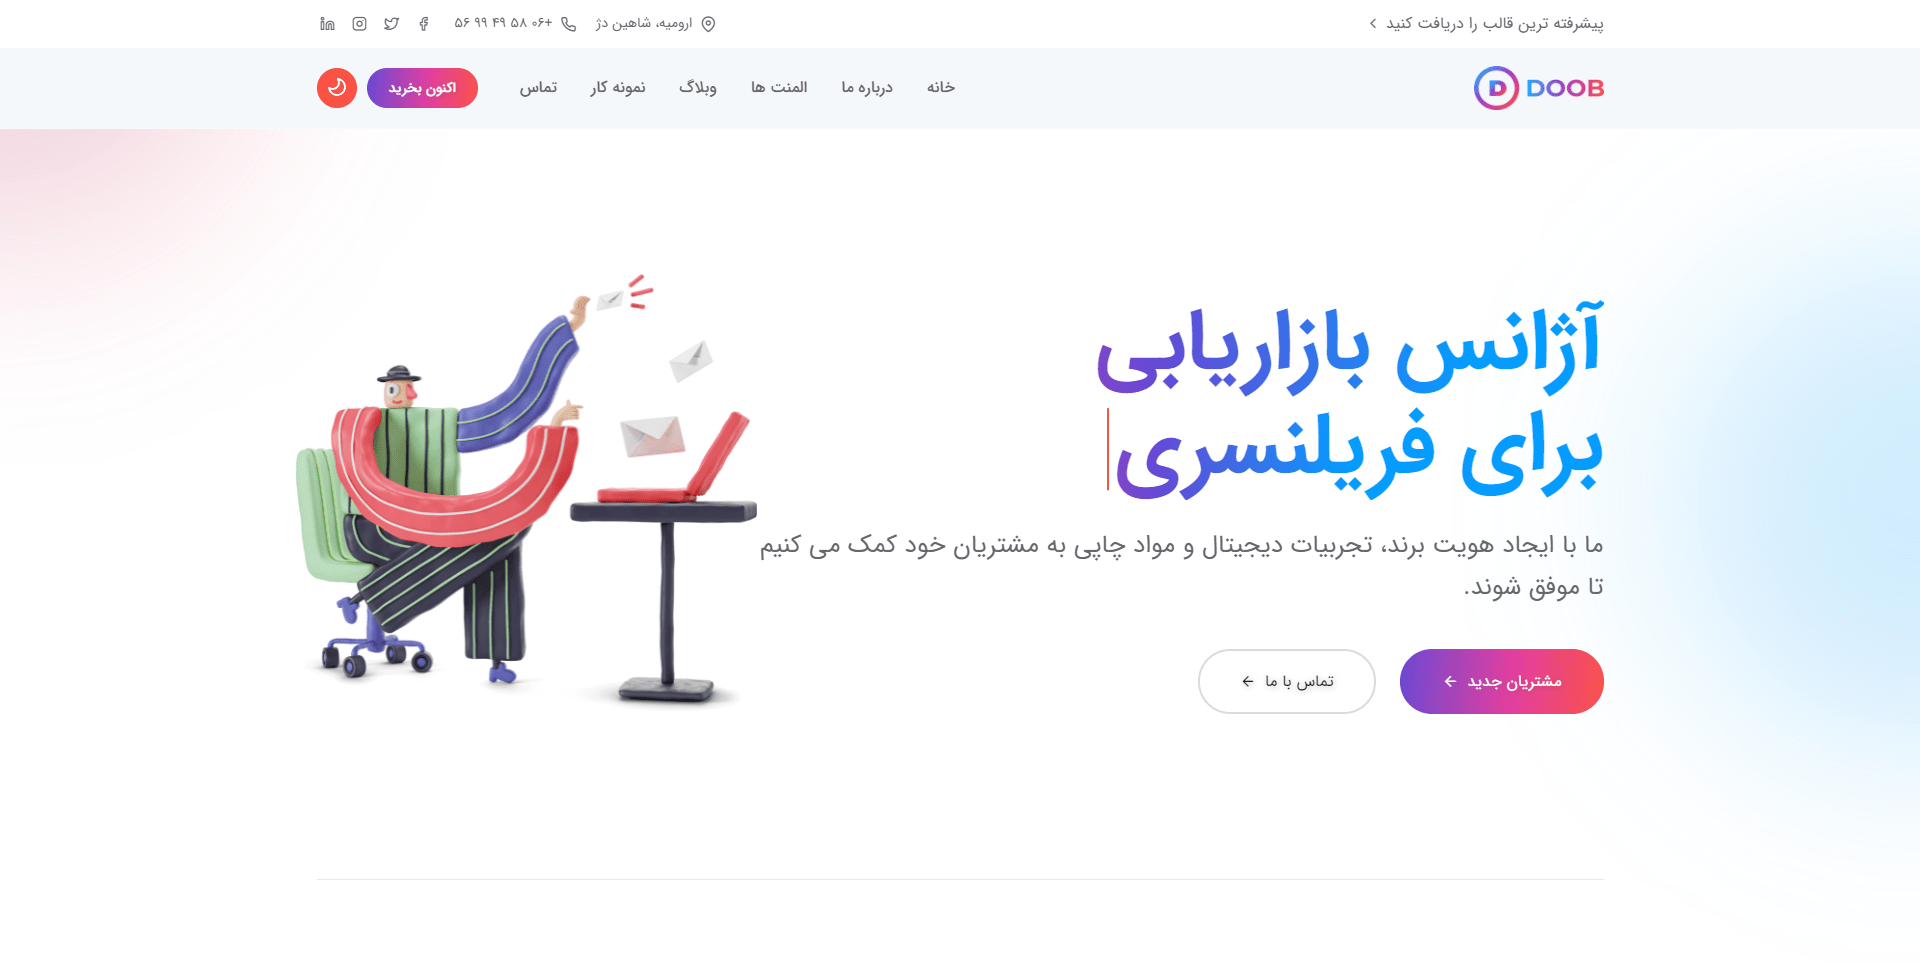 پیشرفته ترین قالب را دریافت کنید
ارومیه، شاهین دژ
+۰۶ ۵۸ ۴۹ ۹۹ ۵۶
DOOB
خانه
درباره ما
المنت ها
وبلاگ
نمونه کار
تماس
اکنون بخرید
آژانس بازاریابی
برای فریلنسری
ما با ایجاد هویت برند، تجربیات دیجیتال و مواد چاپی به مشتریان خود کمک می کنیم
تا موفق شوند.
مشتریان جدید
تماس با ما